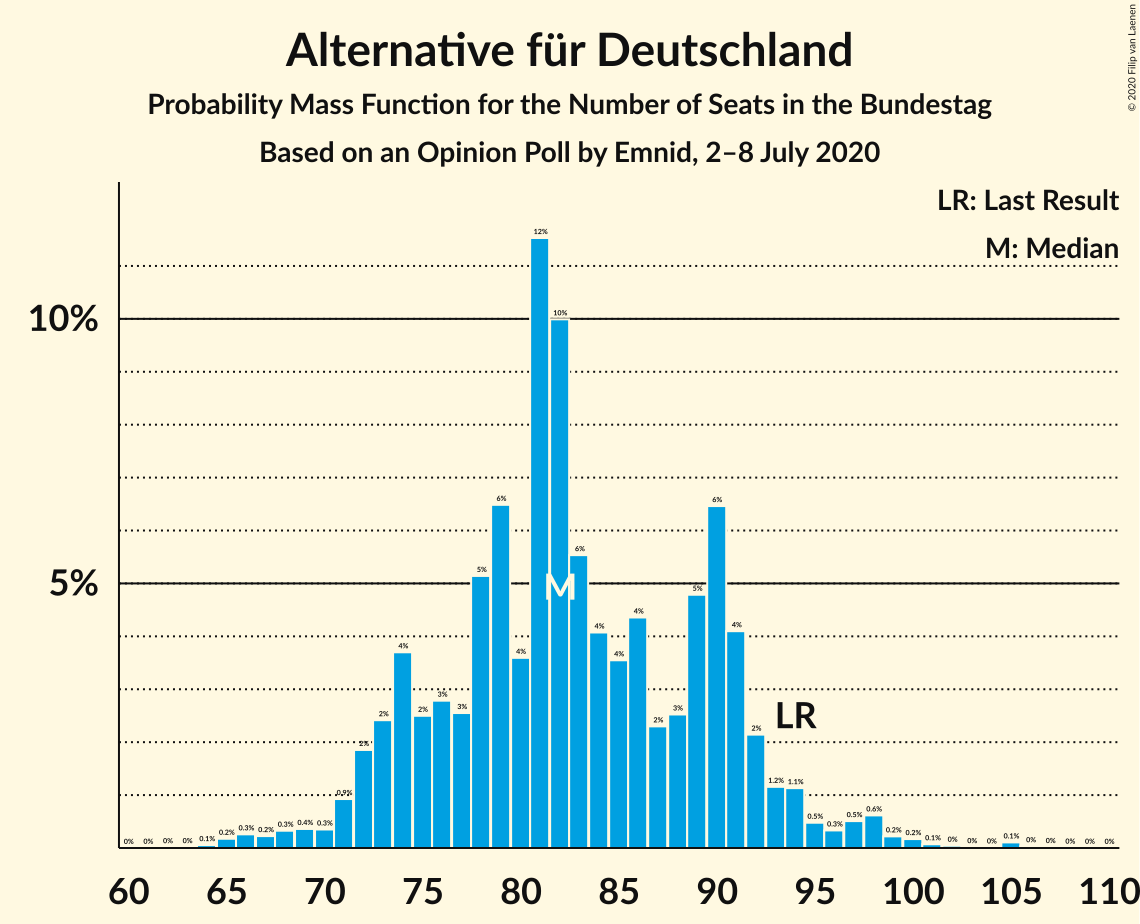 Alternative für Deutschland
Probability Mass Function for the Number of Seats in the Bundestag
Based on an Opinion Poll by Emnid, 2–8 July 2020
© 2020 Filip van Laenen
LR: Last Result
M: Median
10%
5%
0% 0% 0% 0% 0.1% 0.2% 0.3% 0.2% 0.3% 0.4% 0.3% 0.9% 2% 2% 4% 2% 3% 3% 5% 6% 4% 12% 10% 6% 4% 4% 4% 2% 3% 5% 6% 4% 2% 1.2% 1.1% 0.5% 0.3% 0.5% 0.6% 0.2% 0.2% 0.1% 0% 0% 0% 0.1% 0% 0% 0% 0% 0%
M
LR
60 65 70 75 80 85 90 95 100 105 110